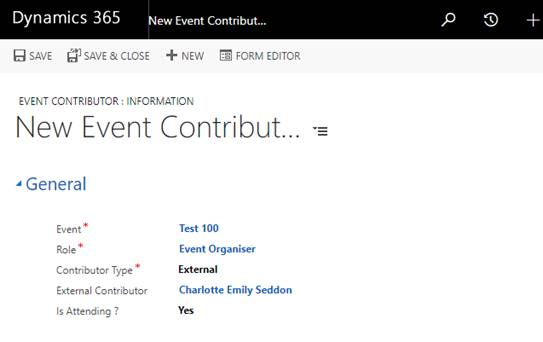 Dynamics 365 New Event Contribut...
SAVE SAVE & CLOSE NEW FORM EDITOR
EVENT CONTRIBUTOR : INFORMATION
New Event Contribut...
General
Event * Test 100
Role * Event Organiser
Contributor Type * External
External Contributor Charlotte Emily Seddon
Is Attending ? Yes